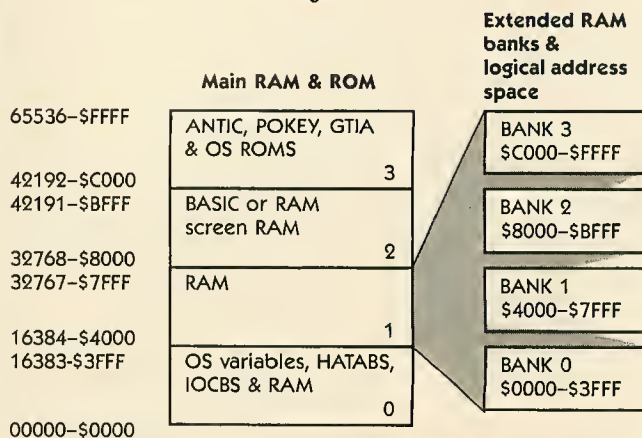 Extended RAM
banks &
logical address
space
Main RAM & ROM
65536–$FFFF
ANTIC, POKEY, GTIA
& OS ROMS
3
42192–$C000
42191–$BFFF
BASIC or RAM
screen RAM
2
32768–$8000
32767–$7FFF
RAM
1
16384–$4000
16383-$3FFF
OS variables, HATABS,
IOCBS & RAM
0
00000–$0000
BANK 3
$C000–$FFFF
BANK 2
$8000–$BFFF
BANK 1
$4000–$7FFF
BANK 0
$0000–$3FFF